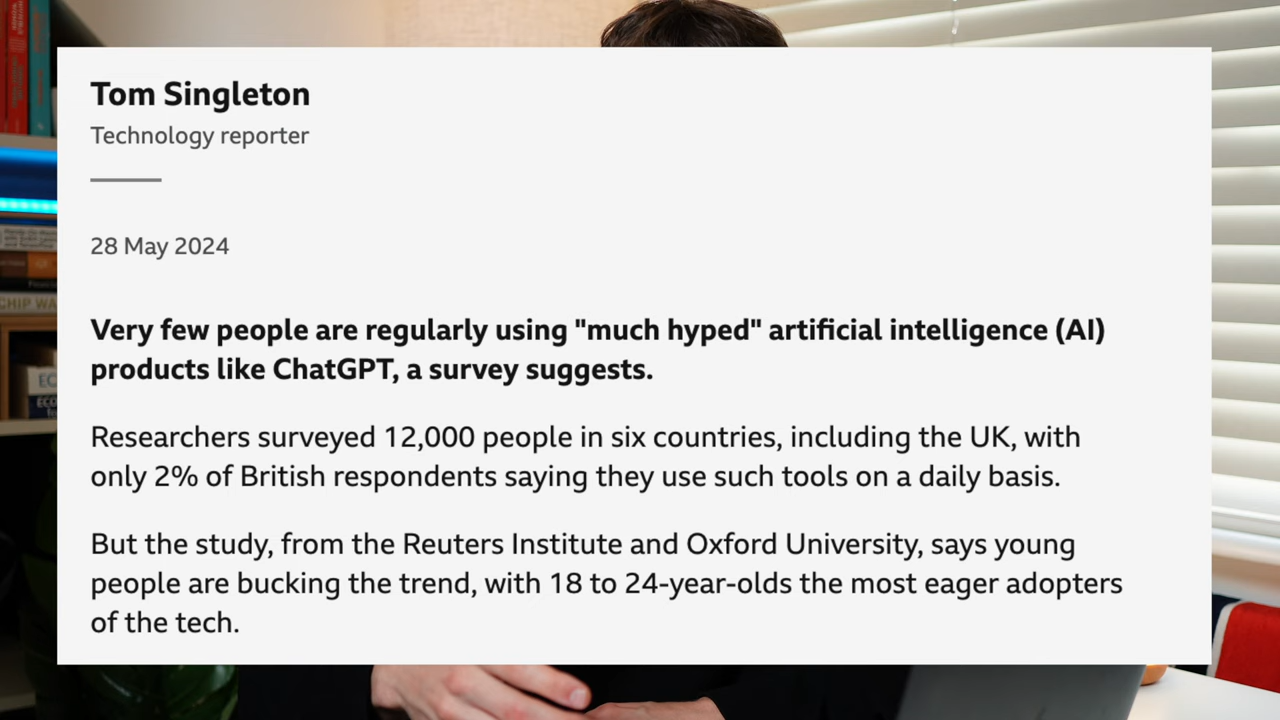 Tom Singleton
Technology reporter
28 May 2024
Very few people are regularly using "much hyped" artificial intelligence (AI)
products like ChatGPT, a survey suggests.
Researchers surveyed 12,000 people in six countries, including the UK, with
only 2% of British respondents saying they use such tools on a daily basis.
But the study, from the Reuters Institute and Oxford University, says young
people are bucking the trend, with 18 to 24-year-olds the most eager adopters
of the tech.
CHIP WA
EC
ECO